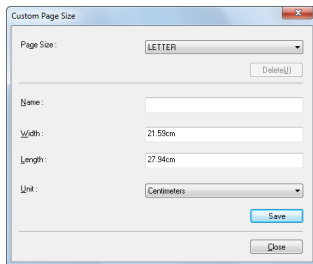 Custom Page Size
Page Size :
LETTER
Delete(J)
Name :
Width :
21.59cm
Length :
27.94cm
Unit :
Centimeters
Save
Close